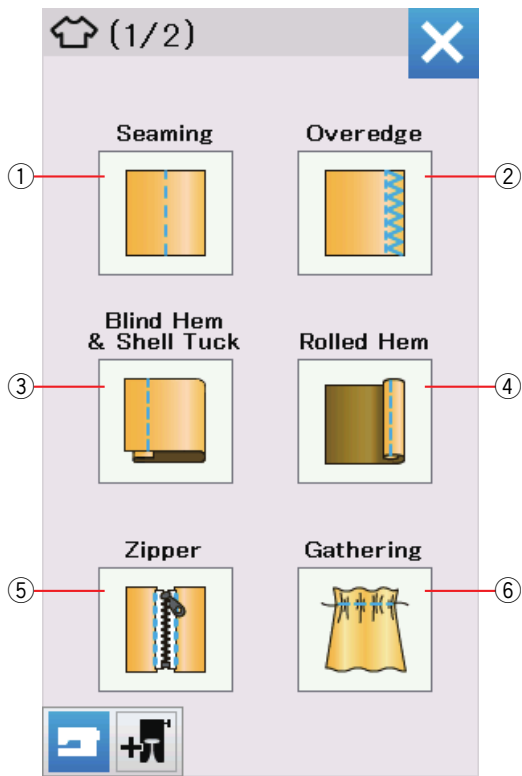 (1/2)
Seaming
Overedge
①
②
Blind Hem
& Shell Tuck
Rolled Hem
③
④
Zipper
Gathering
⑤
⑥